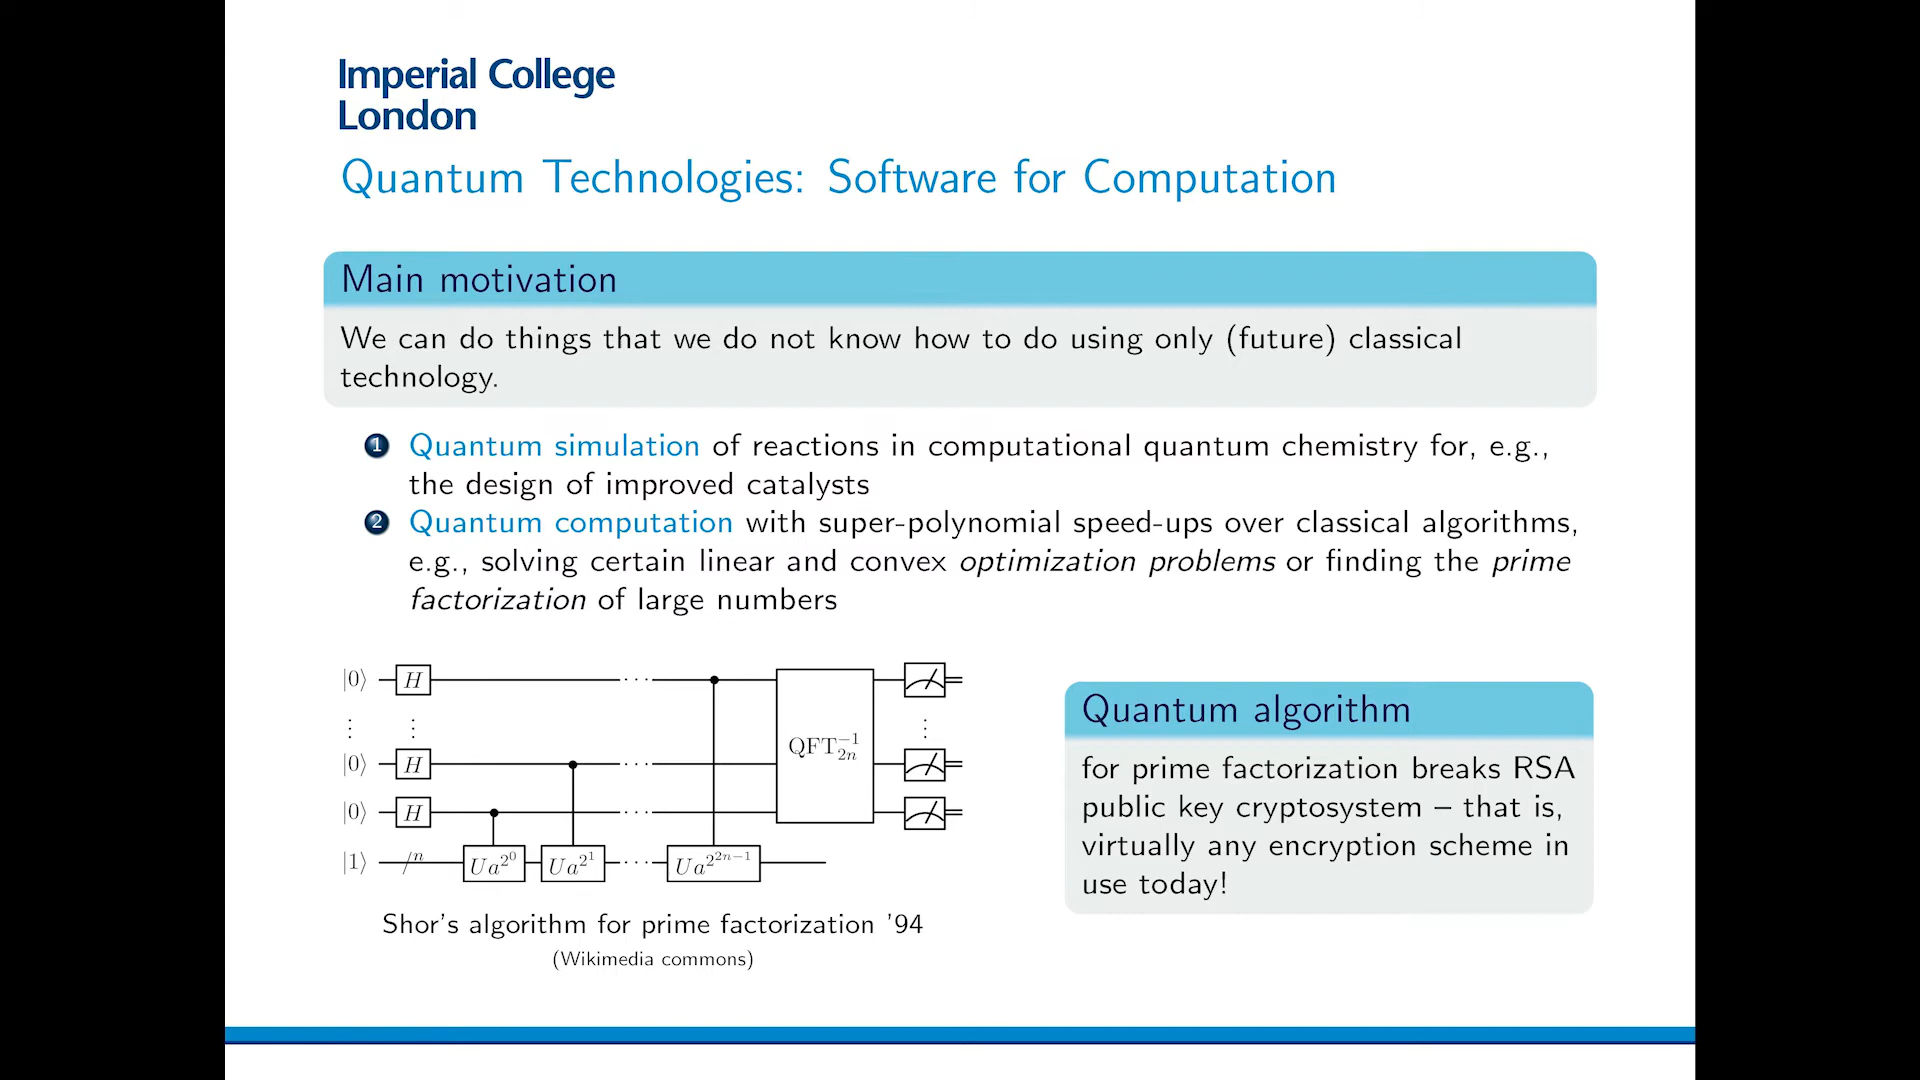 Imperial College
London
Quantum Technologies: Software for Computation
Main motivation
We can do things that we do not know how to do using only (future) classical
technology.
1 Quantum simulation of reactions in computational quantum chemistry for, e.g.,
the design of improved catalysts
2 Quantum computation with super-polynomial speed-ups over classical algorithms,
e.g., solving certain linear and convex optimization problems or finding the prime
factorization of large numbers
|0⟩ H ···
⋮ ⋮ ⋮
QFT₂ₙ⁻¹
|0⟩ H ···
|0⟩ H ···
|1⟩ /n Ua^{2^0} Ua^{2^1} ··· Ua^{2^{2n−1}}
Shor's algorithm for prime factorization '94
(Wikimedia commons)
Quantum algorithm
for prime factorization breaks RSA
public key cryptosystem – that is,
virtually any encryption scheme in
use today!